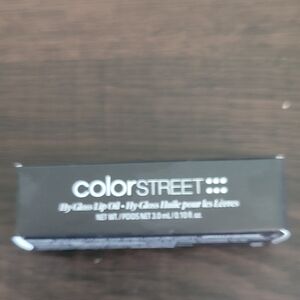 colorSTREET
Hy-Gloss Lip Oil • Hy-Gloss Huile pour les Lèvres
NET WT. / POIDS NET 3.0 mL / 0.10 fl. oz.